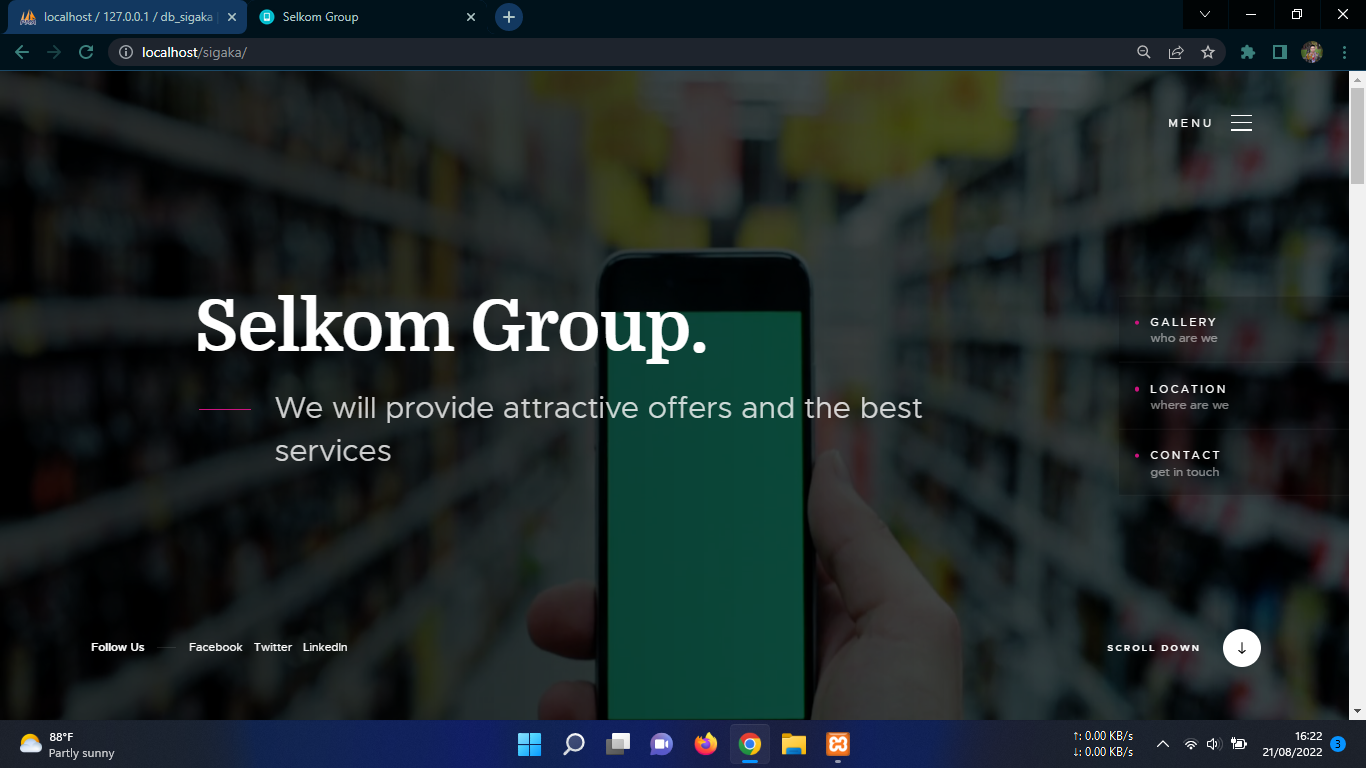 localhost / 127.0.0.1 / db_sigaka
Selkom Group
localhost/sigaka/
MENU
Selkom Group.
We will provide attractive offers and the best
services
GALLERY
who are we
LOCATION
where are we
CONTACT
get in touch
Follow Us
Facebook Twitter LinkedIn
SCROLL DOWN
88°F
Partly sunny
↑: 0.00 KB/s
↓: 0.00 KB/s
16:22
21/08/2022
3